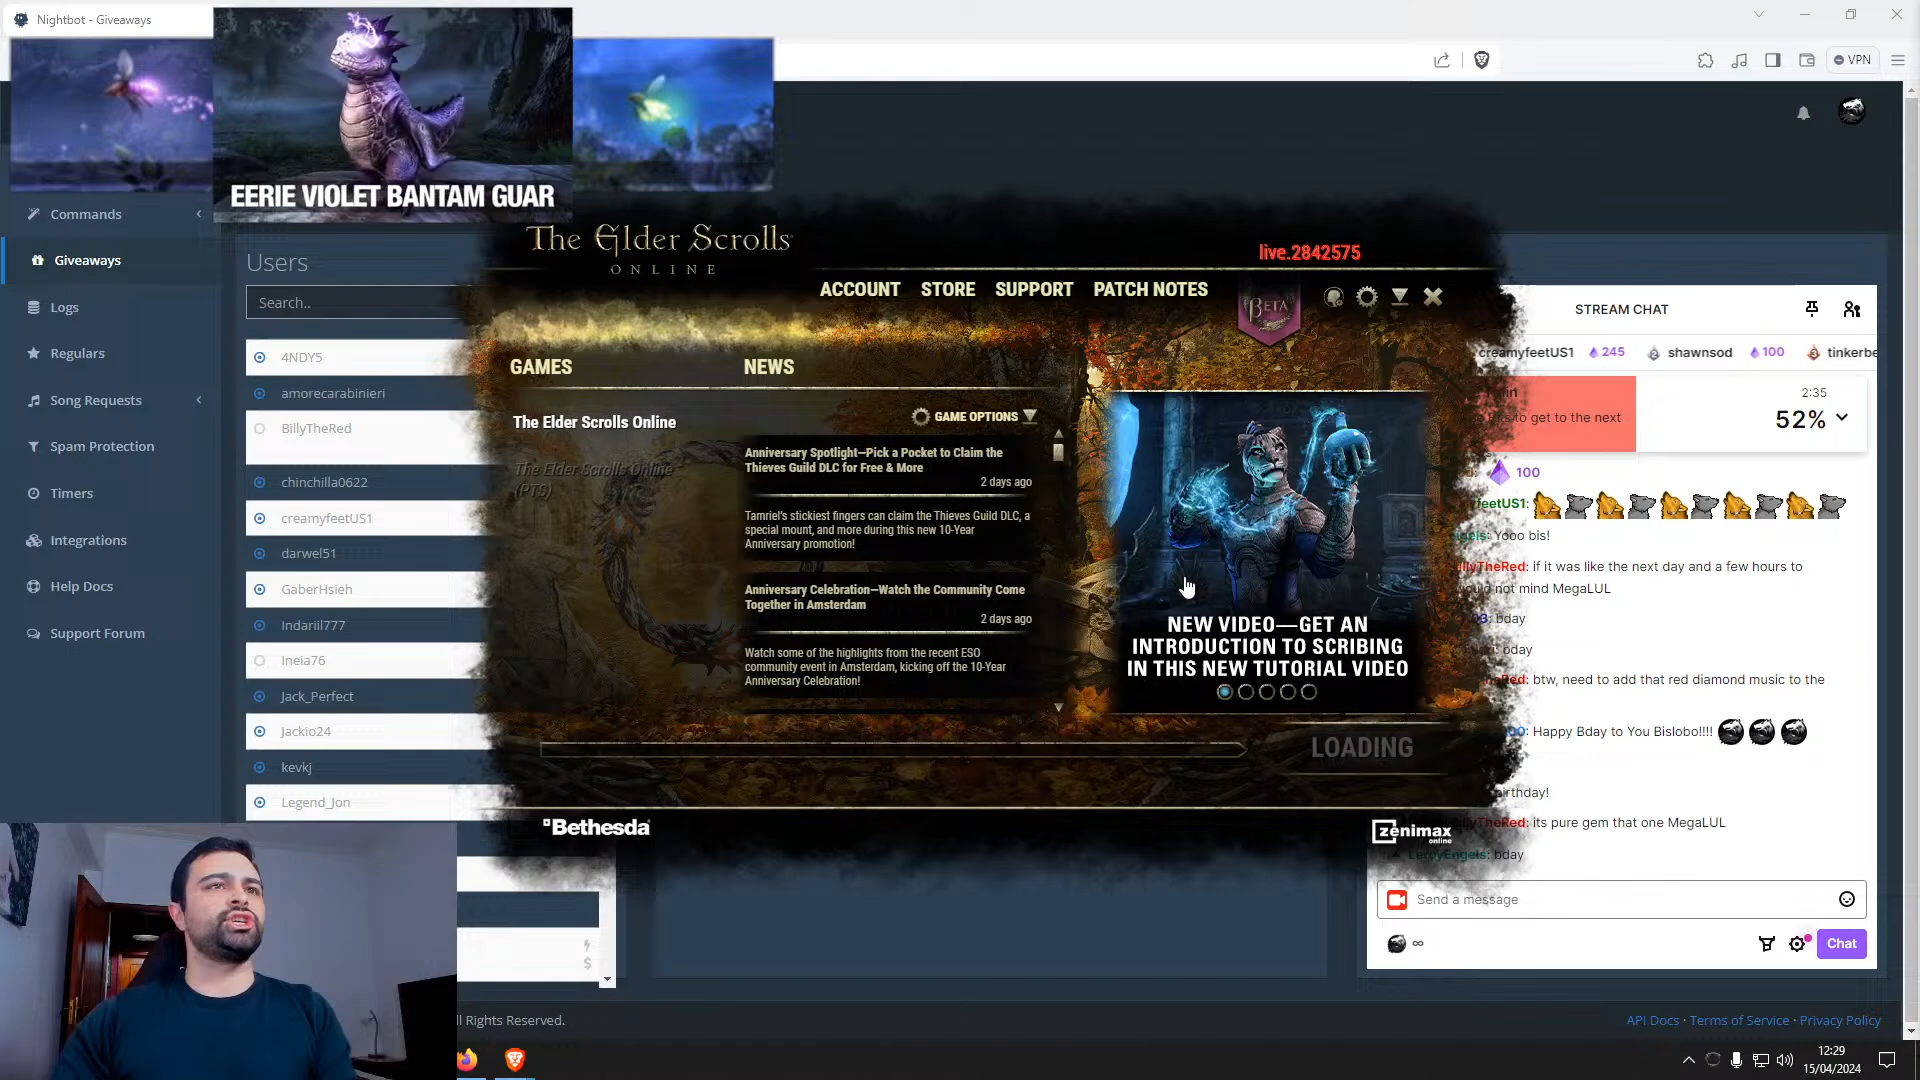 Nightbot - Giveaways
VPN
EERIE VIOLET BANTAM GUAR
Commands
Giveaways
Logs
Regulars
Song Requests
Spam Protection
Timers
Integrations
Help Docs
Support Forum
Users
Search..
4NDY5
amorecarabinieri
BillyTheRed
chinchilla0622
creamyfeetUS1
darwel51
GaberHsieh
Indariil777
Ineia76
Jack_Perfect
Jackio24
kevkj
Legend_Jon
The Elder Scrolls
ONLINE
live.2842575
ACCOUNT STORE SUPPORT PATCH NOTES
BETA
GAMES
NEWS
The Elder Scrolls Online
The Elder Scrolls Online
(PTS)
GAME OPTIONS
Anniversary Spotlight—Pick a Pocket to Claim the
Thieves Guild DLC for Free & More
2 days ago
Tamriel's stickiest fingers can claim the Thieves Guild DLC, a
special mount, and more during this new 10-Year
Anniversary promotion!
Anniversary Celebration—Watch the Community Come
Together in Amsterdam
2 days ago
Watch some of the highlights from the recent ESO
community event in Amsterdam, kicking off the 10-Year
Anniversary Celebration!
NEW VIDEO—GET AN
INTRODUCTION TO SCRIBING
IN THIS NEW TUTORIAL VIDEO
LOADING
Bethesda
zenimax
online
STREAM CHAT
creamyfeetUS1 245 shawnsod 100 3 tinkerbe
2:35
to get to the next
52%
100
feetUS1:
Yooo bis!
illyTheRed: if it was like the next day and a few hours to
would not mind MegaLUL
bday
bday
Red: btw, need to add that red diamond music to the
Happy Bday to You Bislobo!!!!
birthday!
illyTheRed: its pure gem that one MegaLUL
LeroyEngels: bday
Send a message
∞
Chat
ll Rights Reserved.
API Docs · Terms of Service · Privacy Policy
12:29
15/04/2024